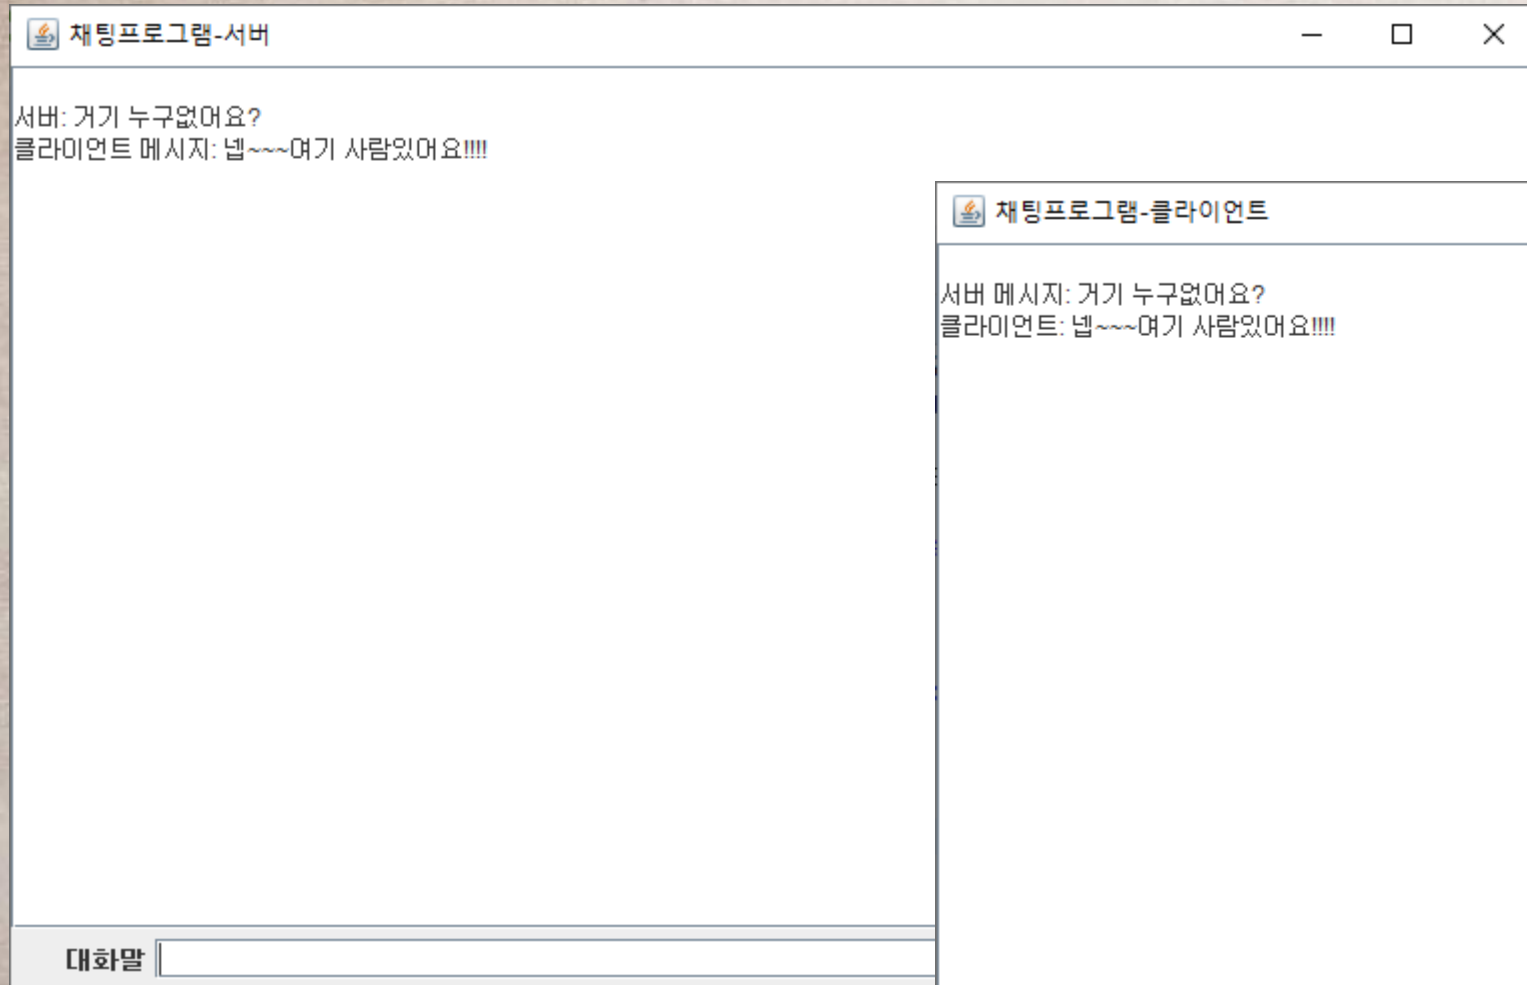 채팅프로그램-서버
서버: 거기 누구없어요?
클라이언트 메시지: 넵~~~여기 사람있어요!!!!
채팅프로그램-클라이언트
서버 메시지: 거기 누구없어요?
클라이언트: 넵~~~여기 사람있어요!!!!
대화말